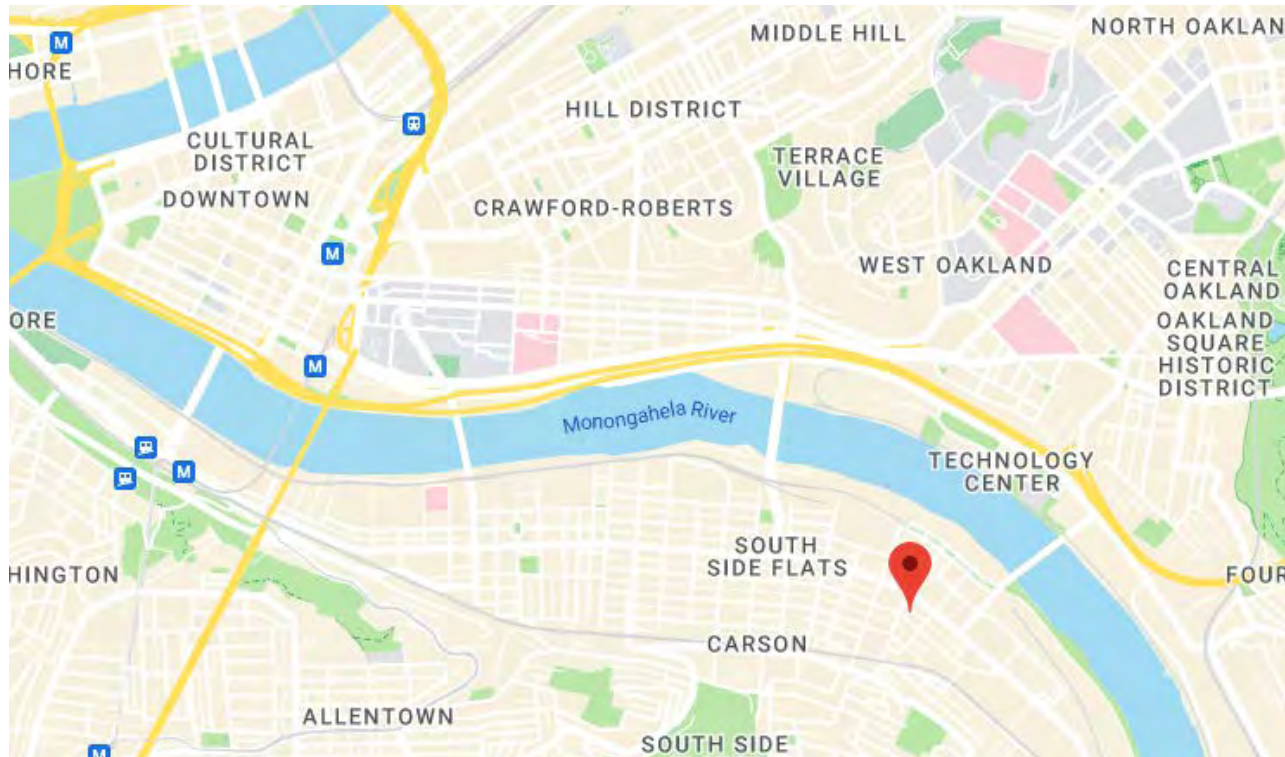 M
HORE
MIDDLE HILL
NORTH OAKLAN
CULTURAL
DISTRICT
DOWNTOWN
HILL DISTRICT
TERRACE
VILLAGE
CRAWFORD-ROBERTS
M
WEST OAKLAND
CENTRAL
OAKLAND
OAKLAND
SQUARE
HISTORIC
DISTRICT
ORE
M
Monongahela River
M
TECHNOLOGY
CENTER
SOUTH
SIDE FLATS
HINGTON
FOUR
CARSON
ALLENTOWN
SOUTH SIDE
M